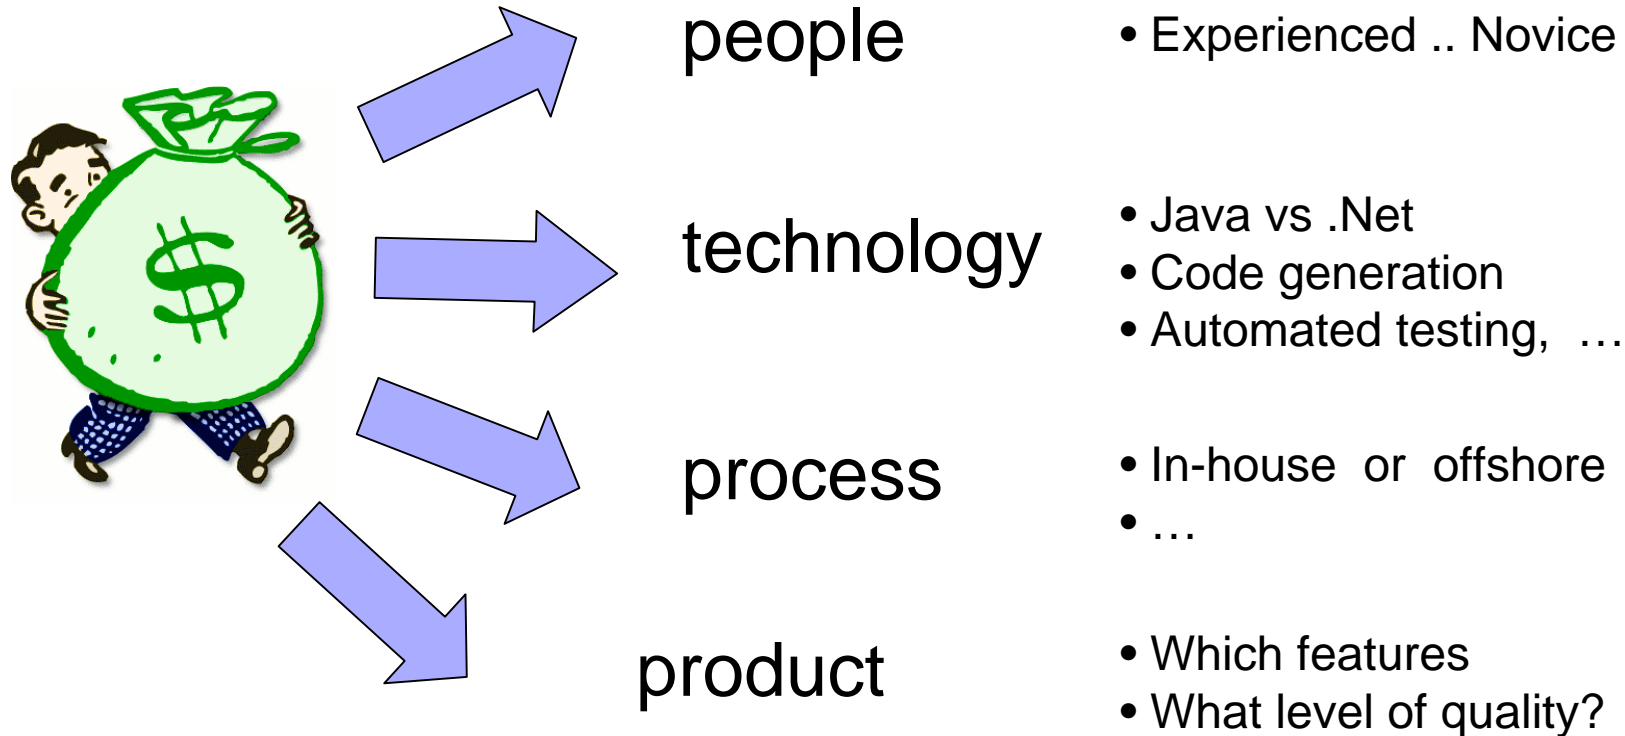 people
• Experienced .. Novice
$
technology
• Java vs .Net
• Code generation
• Automated testing, …
process
• In-house or offshore
• …
product
• Which features
• What level of quality?